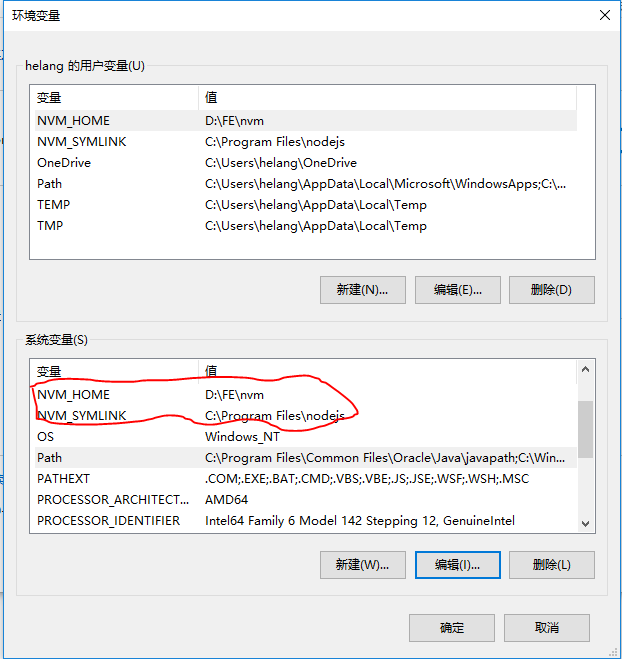 环境变量
helang 的用户变量(U)
变量 值
NVM_HOME D:\FE\nvm
NVM_SYMLINK C:\Program Files\nodejs
OneDrive C:\Users\helang\OneDrive
Path C:\Users\helang\AppData\Local\Microsoft\WindowsApps;C:\...
TEMP C:\Users\helang\AppData\Local\Temp
TMP C:\Users\helang\AppData\Local\Temp
新建(N)... 编辑(E)... 删除(D)
系统变量(S)
变量 值
NVM_HOME D:\FE\nvm
NVM_SYMLINK C:\Program Files\nodejs
OS Windows_NT
Path C:\Program Files\Common Files\Oracle\Java\javapath;C:\Win...
PATHEXT .COM;.EXE;.BAT;.CMD;.VBS;.VBE;.JS;.JSE;.WSF;.WSH;.MSC
PROCESSOR_ARCHITECT... AMD64
PROCESSOR_IDENTIFIER Intel64 Family 6 Model 142 Stepping 12, GenuineIntel
新建(W)... 编辑(I)... 删除(L)
确定 取消